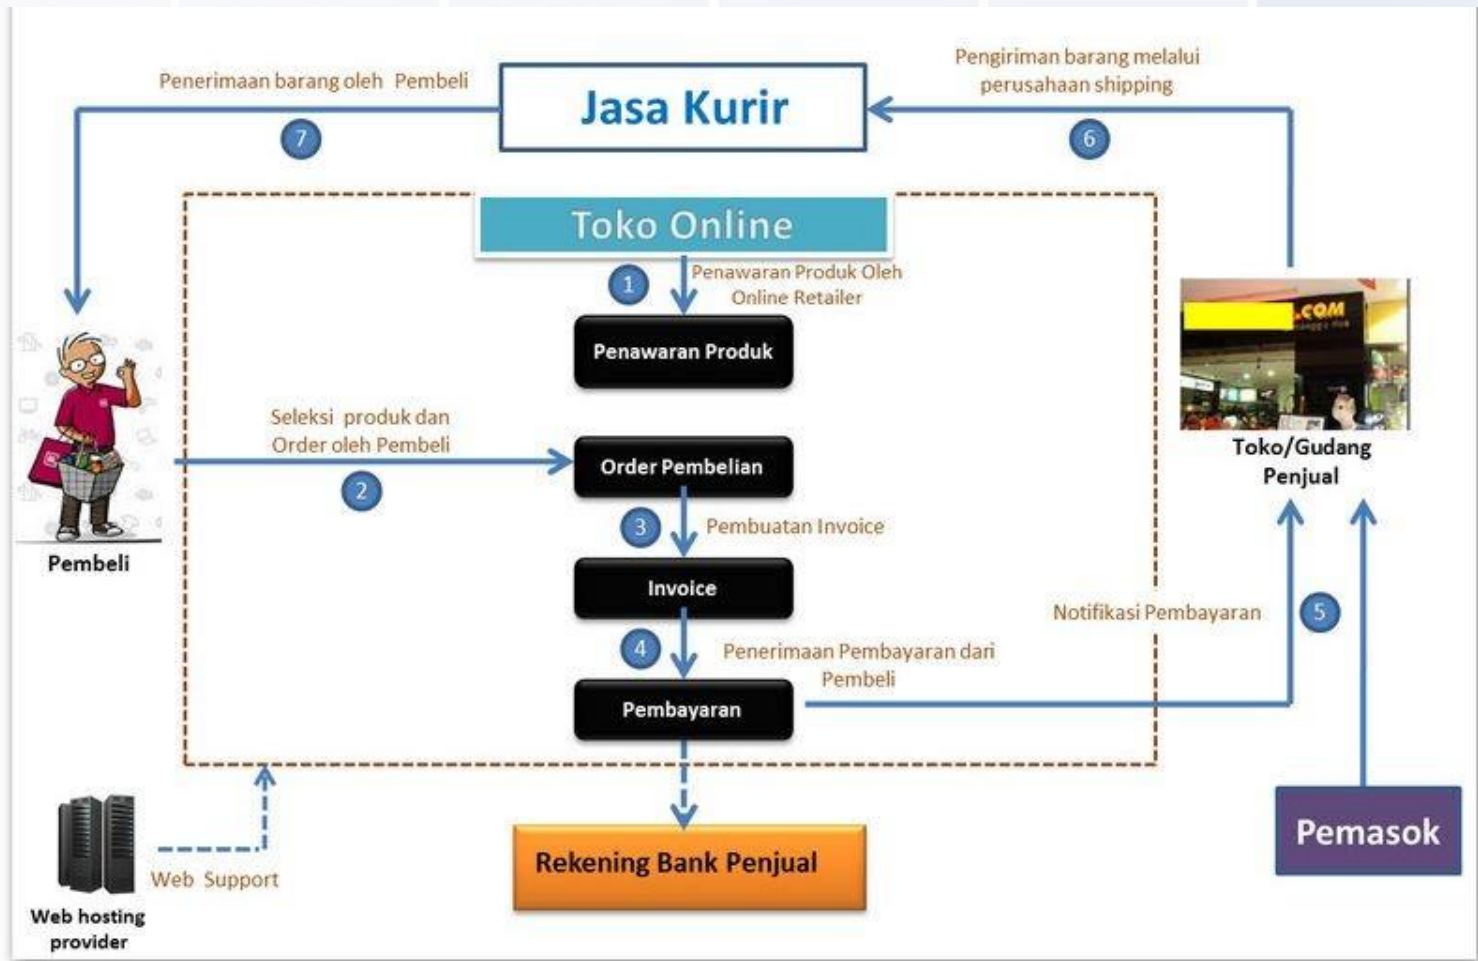 Penerimaan barang oleh Pembeli
7
Jasa Kurir
Pengiriman barang melalui
perusahaan shipping
6
Toko Online
1
Penawaran Produk Oleh
Online Retailer
Penawaran Produk
.COM
Toko/Gudang
Penjual
Seleksi produk dan
Order oleh Pembeli
2
Order Pembelian
Pembeli
3
Pembuatan Invoice
Invoice
4
Penerimaan Pembayaran dari
Pembeli
Pembayaran
Notifikasi Pembayaran
5
Web Support
Web hosting
provider
Rekening Bank Penjual
Pemasok